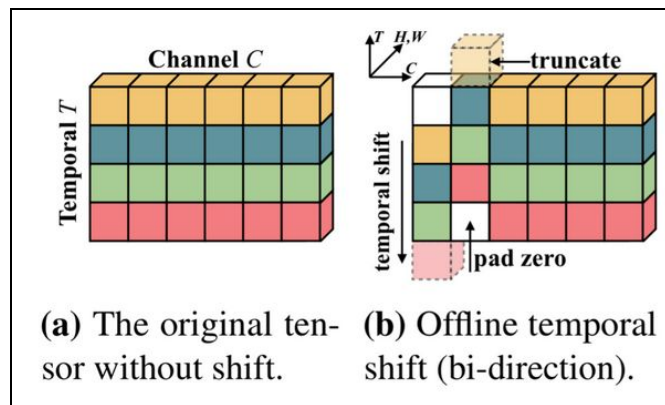 Channel C
Temporal T
T
H,W
C
truncate
temporal shift
pad zero
(a) The original ten-
sor without shift.
(b) Offline temporal
shift (bi-direction).